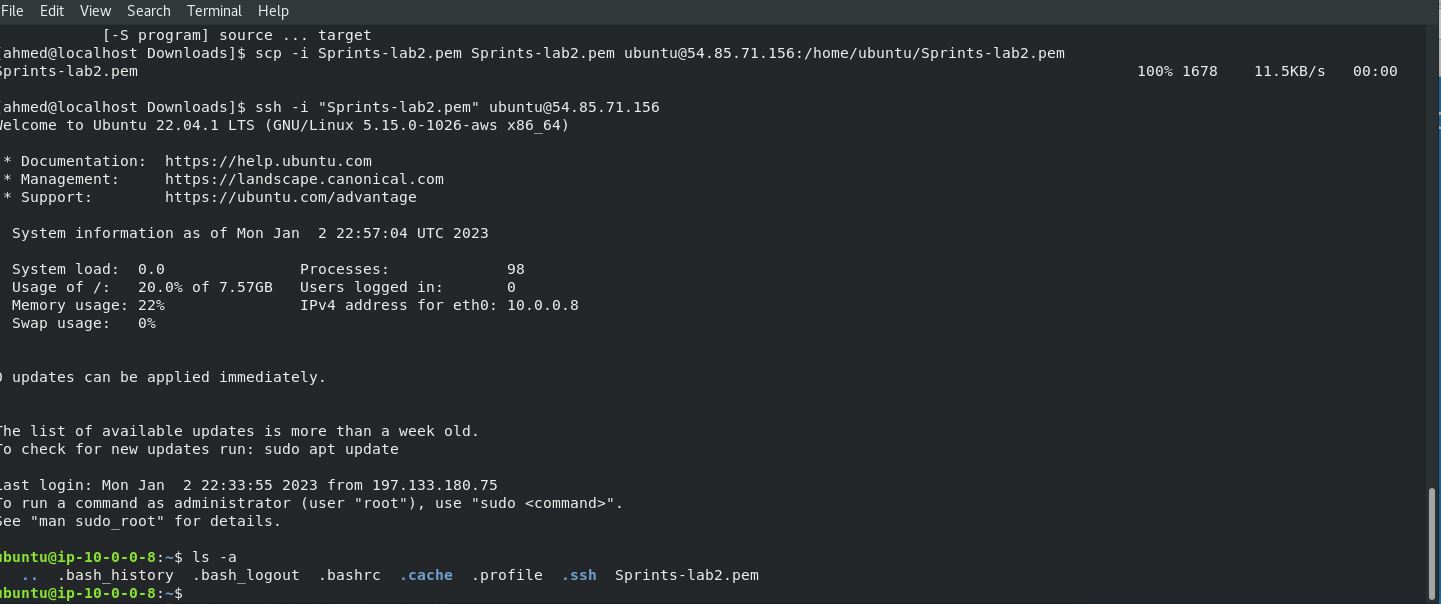 File Edit View Search Terminal Help
[-S program] source ... target
[ahmed@localhost Downloads]$ scp -i Sprints-lab2.pem Sprints-lab2.pem ubuntu@54.85.71.156:/home/ubuntu/Sprints-lab2.pem
Sprints-lab2.pem 100% 1678 11.5KB/s 00:00
[ahmed@localhost Downloads]$ ssh -i "Sprints-lab2.pem" ubuntu@54.85.71.156
Welcome to Ubuntu 22.04.1 LTS (GNU/Linux 5.15.0-1026-aws x86_64)
* Documentation: https://help.ubuntu.com
* Management: https://landscape.canonical.com
* Support: https://ubuntu.com/advantage
System information as of Mon Jan 2 22:57:04 UTC 2023
System load: 0.0 Processes: 98
Usage of /: 20.0% of 7.57GB Users logged in: 0
Memory usage: 22% IPv4 address for eth0: 10.0.0.8
Swap usage: 0%
0 updates can be applied immediately.
The list of available updates is more than a week old.
To check for new updates run: sudo apt update
Last login: Mon Jan 2 22:33:55 2023 from 197.133.180.75
To run a command as administrator (user "root"), use "sudo <command>".
See "man sudo_root" for details.
ubuntu@ip-10-0-0-8:~$ ls -a
.. .bash_history .bash_logout .bashrc .cache .profile .ssh Sprints-lab2.pem
ubuntu@ip-10-0-0-8:~$